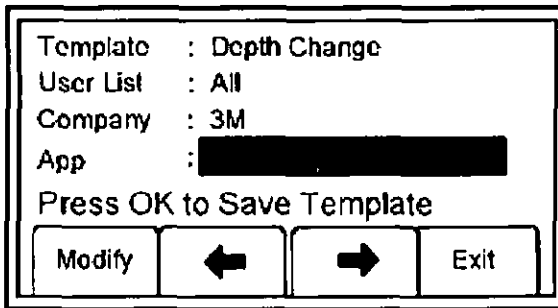 Template : Depth Change
User List : All
Company : 3M
App :
Press OK to Save Template
Modify Exit